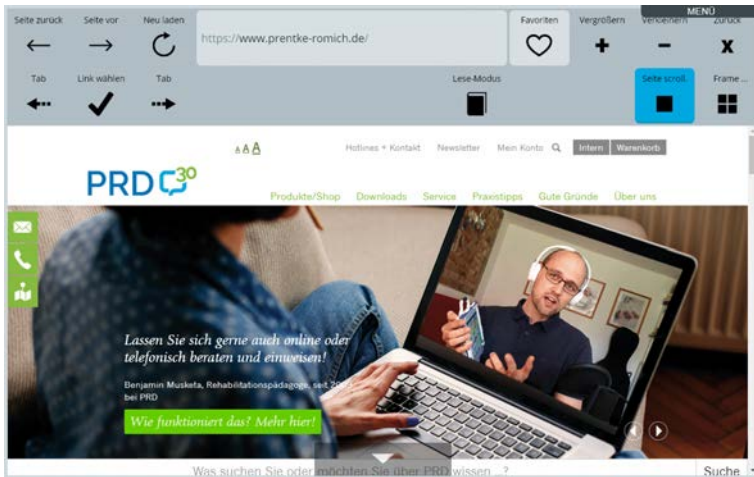 MENÜ
Seite zurück Seite vor Neu laden https://www.prentke-romich.de/ Favoriten Vergrößern Verkleinern Zurück
Tab Link wählen Tab Lese-Modus Seite scroll. Frame ...
A A A Hotlines + Kontakt Newsletter Mein Konto Intern Warenkorb
PRD 30
Produkte/Shop Downloads Service Praxistipps Gute Gründe Über uns
Lassen Sie sich gerne auch online oder
telefonisch beraten und einweisen!
Benjamin Musketa, Rehabilitationspädagoge, seit
bei PRD
Wie funktioniert das? Mehr hier!
Was suchen Sie oder möchten Sie über PRD wissen ...? Suche